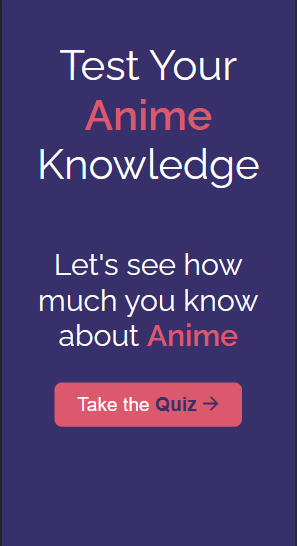 Test Your
Anime
Knowledge
Let's see how
much you know
about Anime
Take the Quiz →